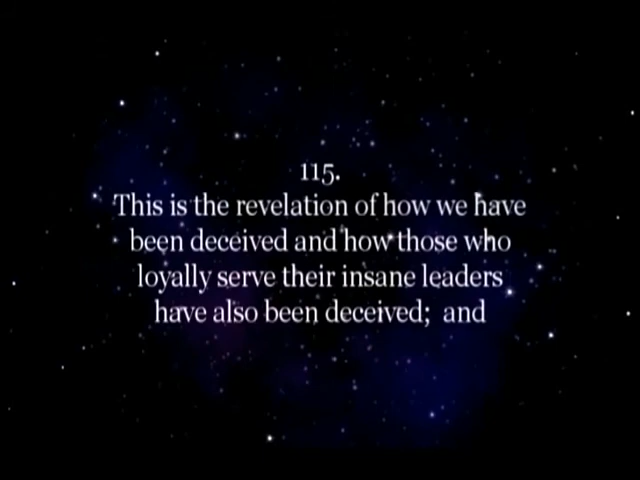 115.
This is the revelation of how we have
been deceived and how those who
loyally serve their insane leaders
have also been deceived;  and